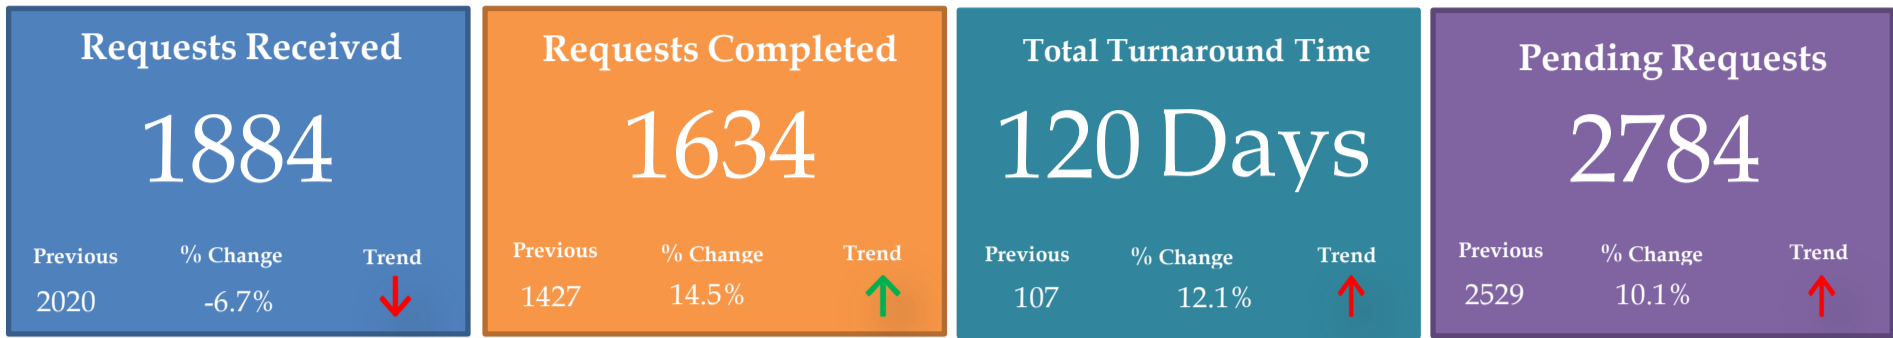 Requests Received
1884
Previous % Change Trend
2020 -6.7%
Requests Completed
1634
Previous % Change Trend
1427 14.5%
Total Turnaround Time
120 Days
Previous % Change Trend
107 12.1%
Pending Requests
2784
Previous % Change Trend
2529 10.1%